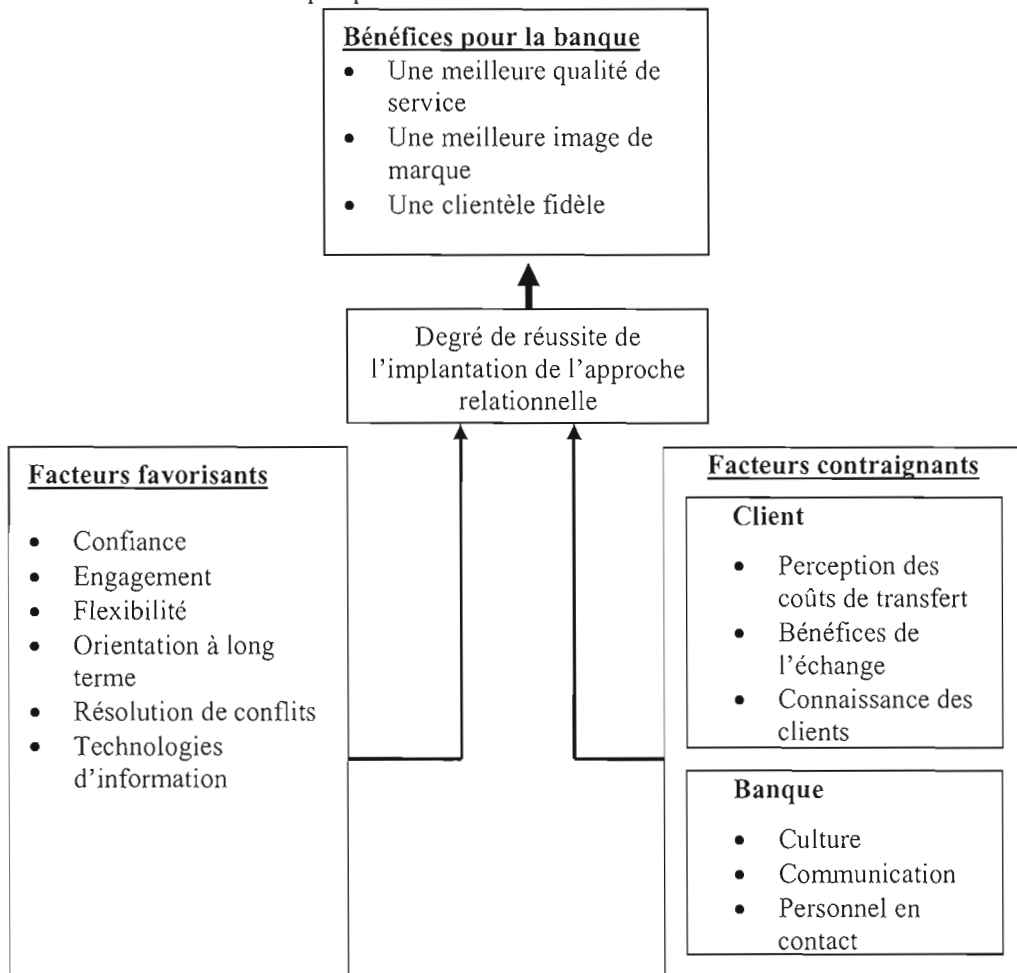 Bénéfices pour la banque
• Une meilleure qualité de
service
• Une meilleure image de
marque
• Une clientèle fidèle
Degré de réussite de
l'implantation de l'approche
relationnelle
Facteurs favorisants
• Confiance
• Engagement
• Flexibilité
• Orientation à long
terme
• Résolution de conflits
• Technologies
d'information
Facteurs contraignants
Client
• Perception des
coûts de transfert
• Bénéfices de
l'échange
• Connaissance des
clients
Banque
• Culture
• Communication
• Personnel en
contact